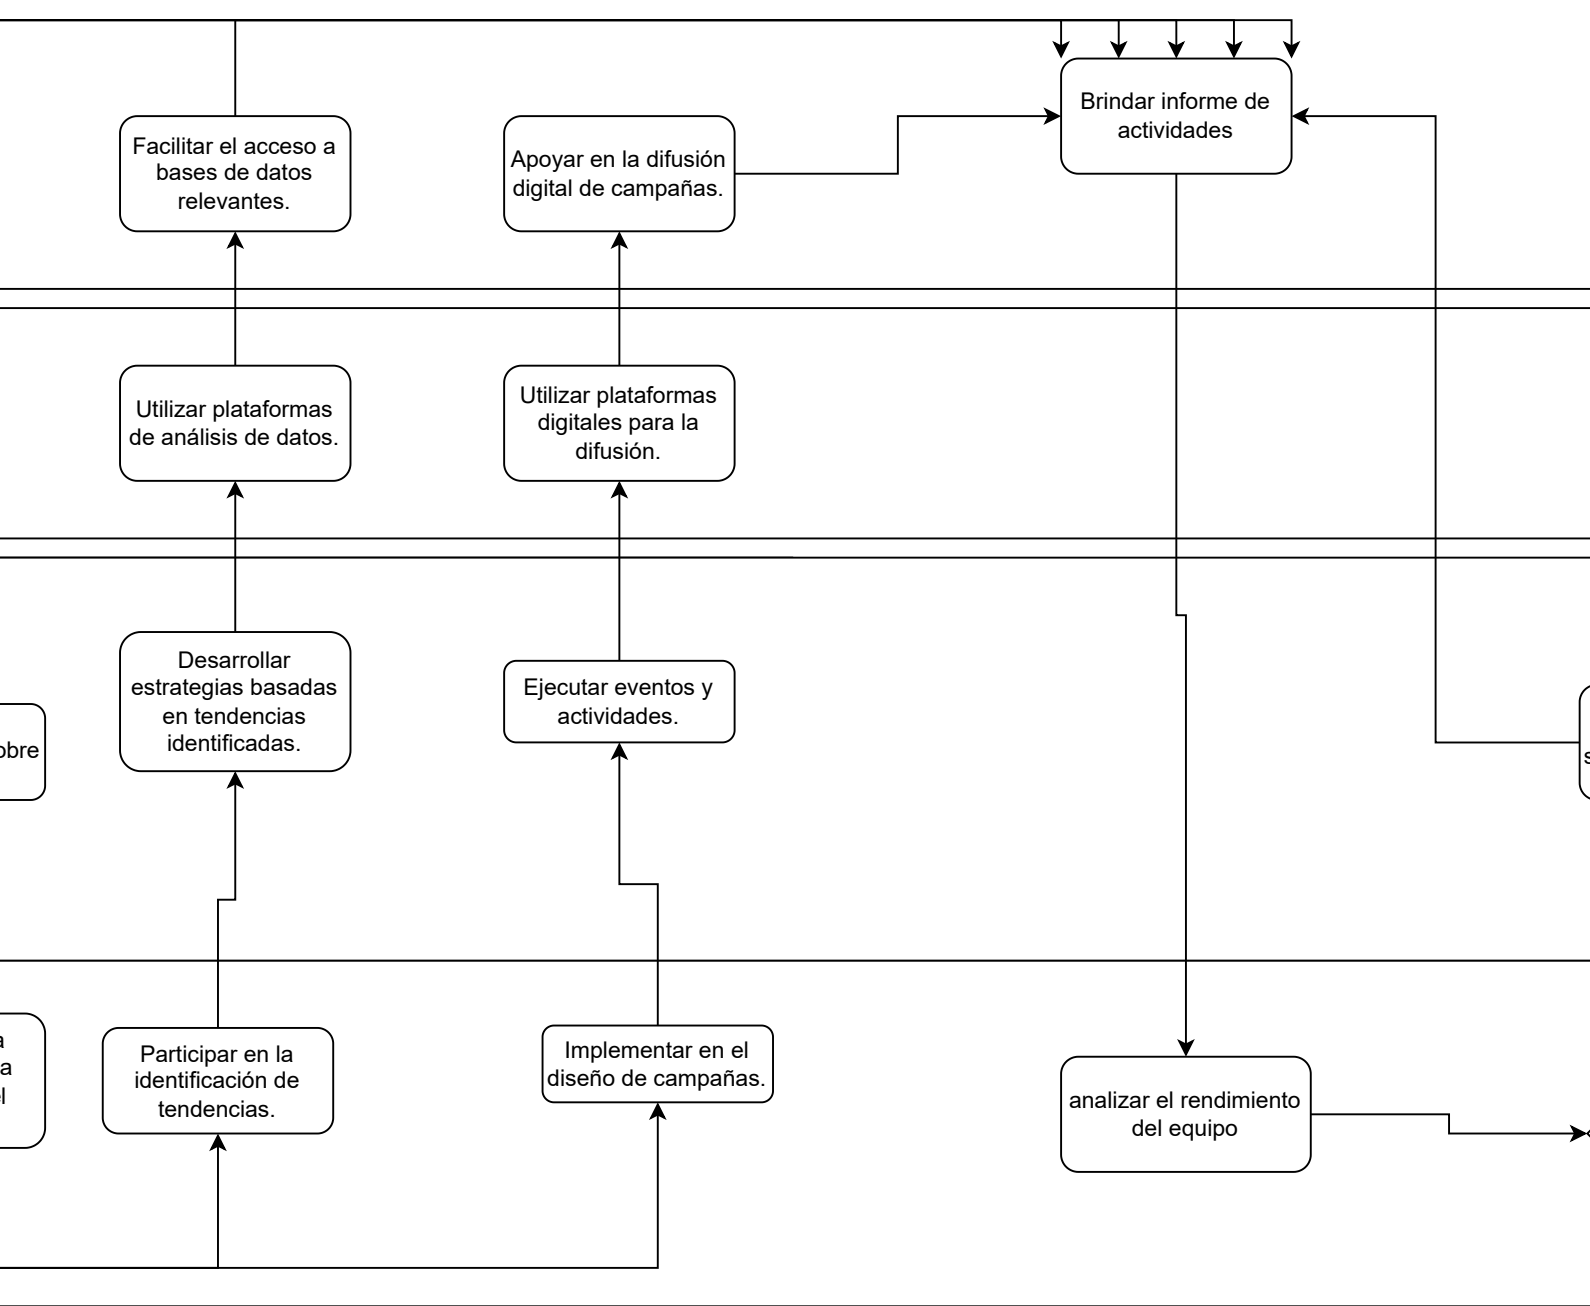 Brindar informe de
actividades
Facilitar el acceso a
bases de datos
relevantes.
Apoyar en la difusión
digital de campañas.
Utilizar plataformas
de análisis de datos.
Utilizar plataformas
digitales para la
difusión.
Desarrollar
estrategias basadas
en tendencias
identificadas.
Ejecutar eventos y
actividades.
Participar en la
identificación de
tendencias.
Implementar en el
diseño de campañas.
analizar el rendimiento
del equipo